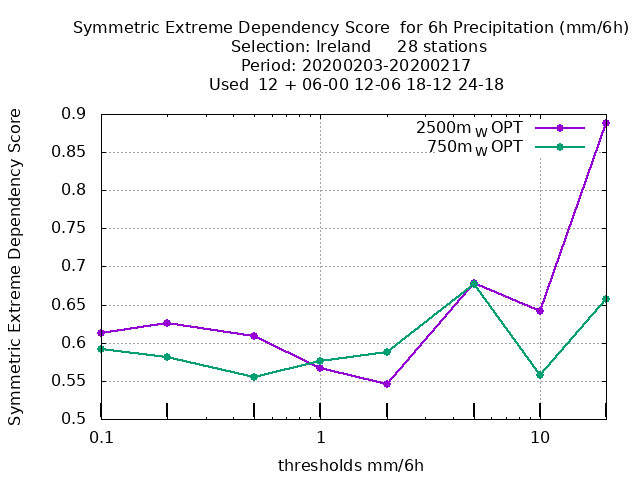 Symmetric Extreme Dependency Score  for 6h Precipitation (mm/6h)
Selection: Ireland     28 stations
Period: 20200203-20200217
Used  12 + 06-00 12-06 18-12 24-18
Symmetric Extreme Dependency Score
0.9
0.85
0.8
0.75
0.7
0.65
0.6
0.55
0.5
2500m_W OPT
750m_W OPT
0.1 1 10
thresholds mm/6h